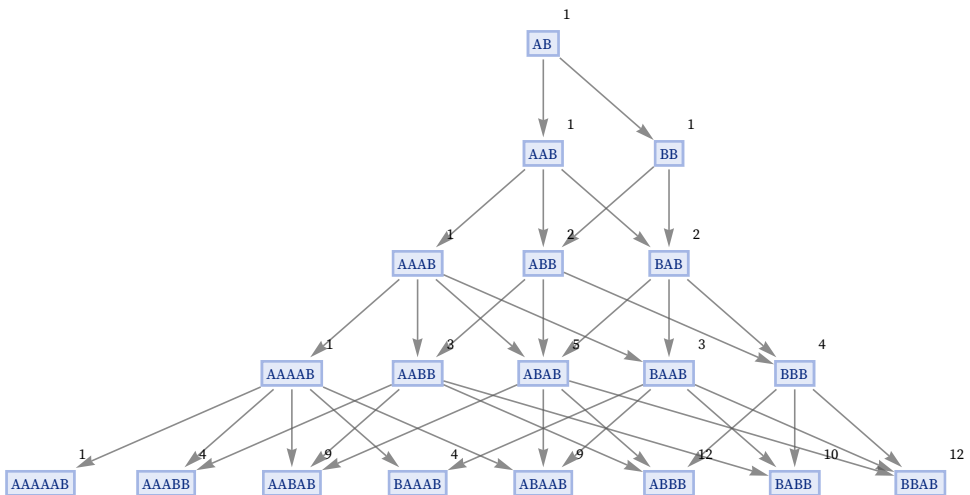 1
AB
1 1
AAB BB
1 2 2
AAAB ABB BAB
1 3 5 3 4
AAAAB AABB ABAB BAAB BBB
1 4 9 4 9 12 10 12
AAAAAB AAABB AABAB BAAAB ABAAB ABBB BABB BBAB